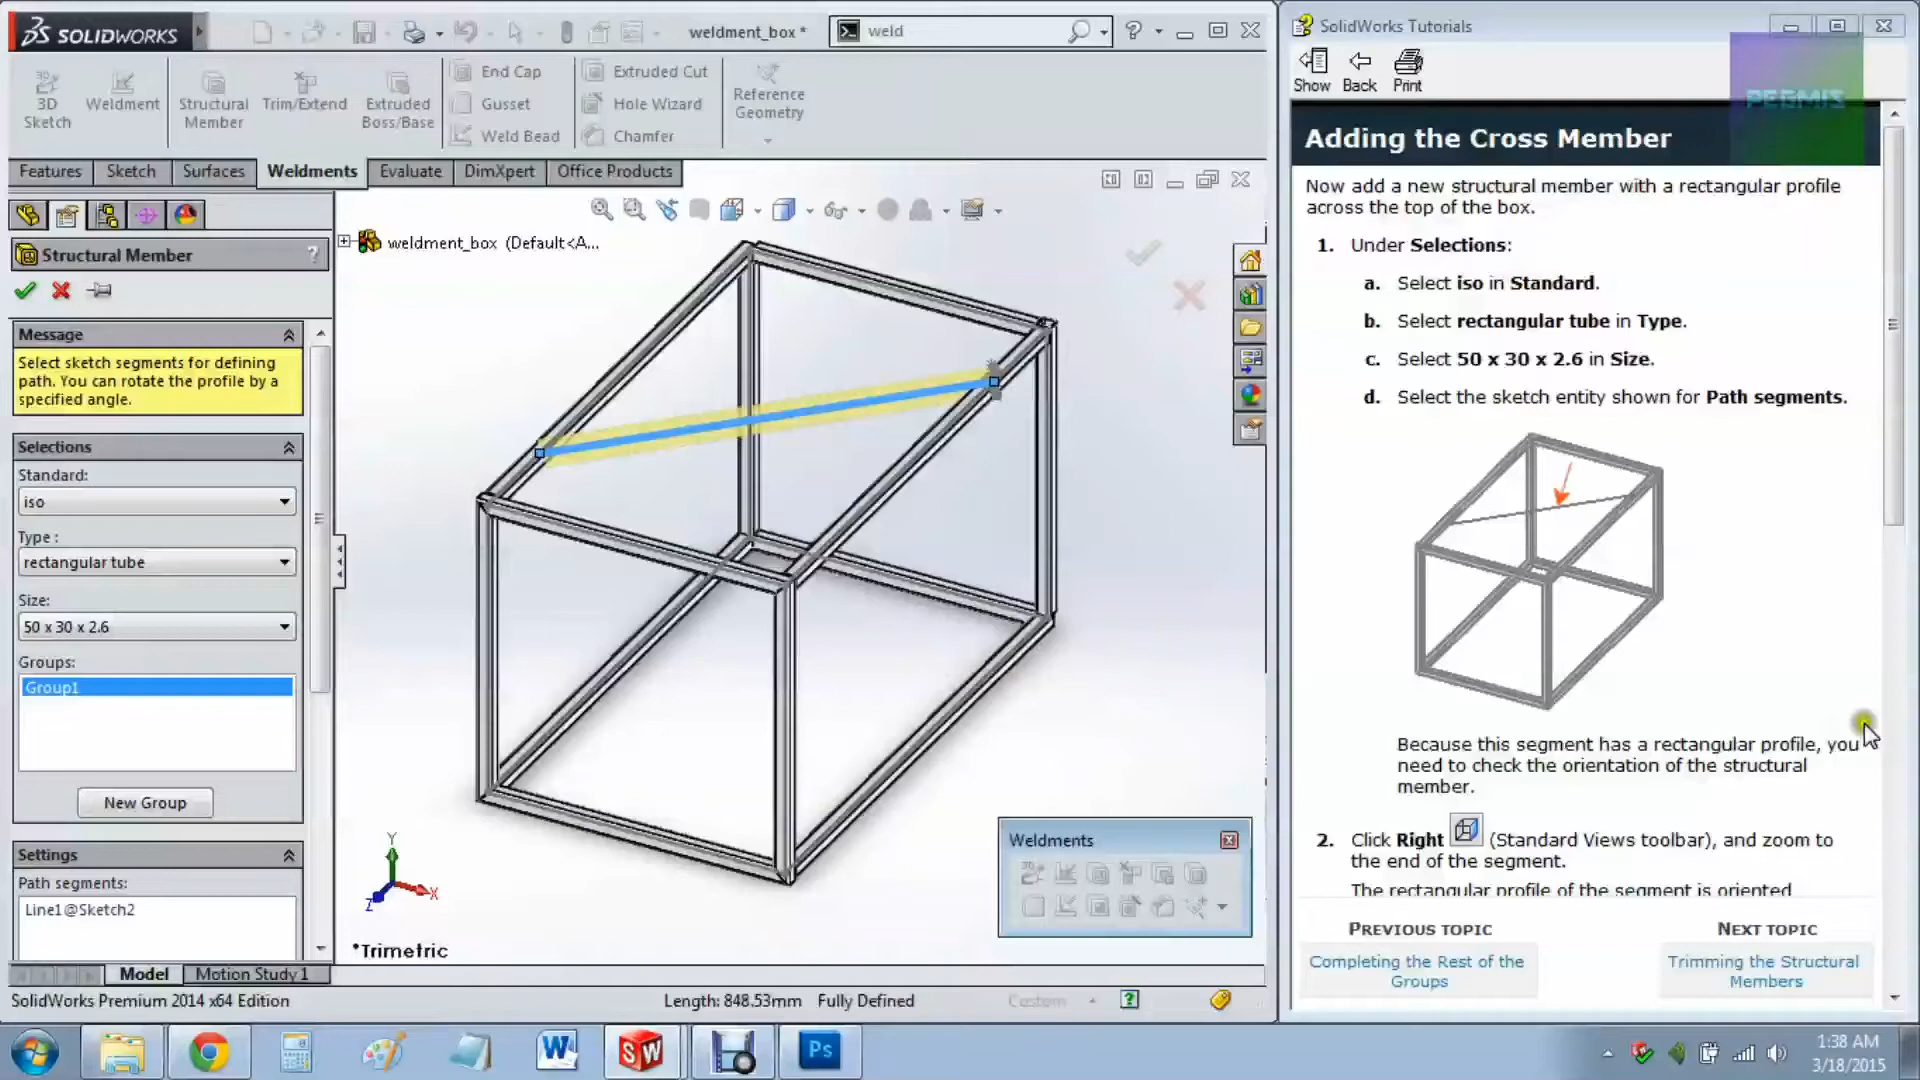 SOLIDWORKS
weldment_box *
weld
3D Sketch
Weldment
Structural Member
Trim/Extend
Extruded Boss/Base
End Cap
Gusset
Weld Bead
Extruded Cut
Hole Wizard
Chamfer
Reference Geometry
Features
Sketch
Surfaces
Weldments
Evaluate
DimXpert
Office Products
Structural Member
?
Message
Select sketch segments for defining
path. You can rotate the profile by a
specified angle.
Selections
Standard:
iso
Type :
rectangular tube
Size:
50 x 30 x 2.6
Groups:
Group1
New Group
Settings
Path segments:
Line1@Sketch2
weldment_box (Default<A...
Y
X
Z
*Trimetric
Weldments
Model
Motion Study 1
SolidWorks Premium 2014 x64 Edition
Length: 848.53mm
Fully Defined
Custom
SolidWorks Tutorials
Show
Back
Print
PEGMIS
Adding the Cross Member
Now add a new structural member with a rectangular profile
across the top of the box.
1. Under Selections:
a. Select iso in Standard.
b. Select rectangular tube in Type.
c. Select 50 x 30 x 2.6 in Size.
d. Select the sketch entity shown for Path segments.
Because this segment has a rectangular profile, you
need to check the orientation of the structural
member.
2. Click Right (Standard Views toolbar), and zoom to
the end of the segment.
The rectangular profile of the segment is oriented
PREVIOUS TOPIC
Completing the Rest of the
Groups
NEXT TOPIC
Trimming the Structural
Members
W
SW
Ps
1:38 AM
3/18/2015